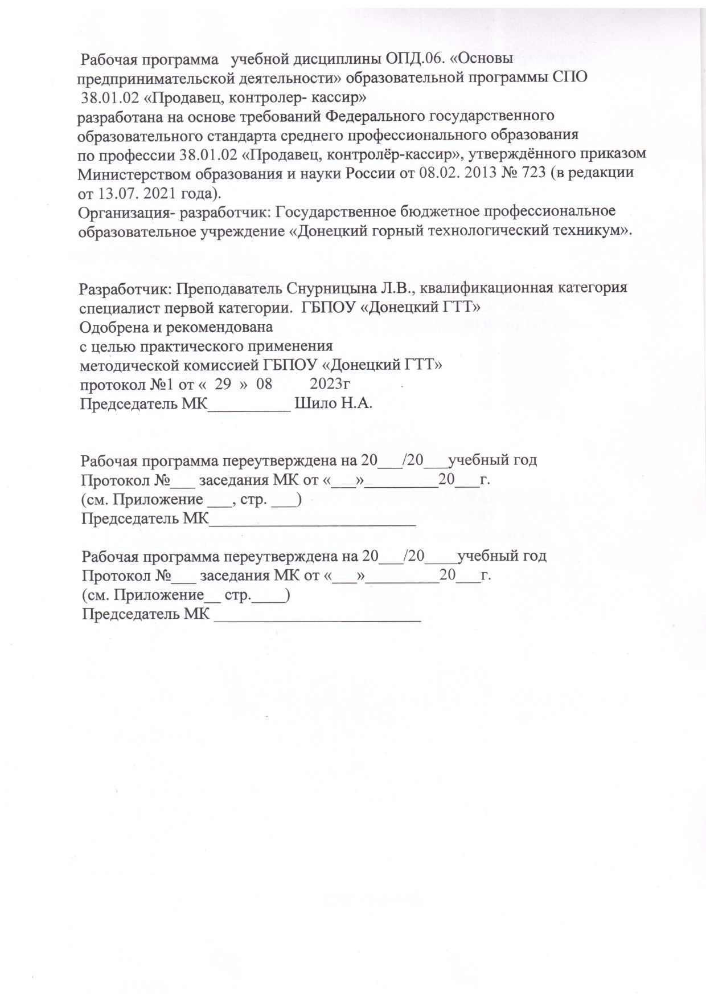 Рабочая программа учебной дисциплины ОПД.06. «Основы
предпринимательской деятельности» образовательной программы СПО
38.01.02 «Продавец, контролер- кассир»
разработана на основе требований Федерального государственного
образовательного стандарта среднего профессионального образования
по профессии 38.01.02 «Продавец, контролёр-кассир», утверждённого приказом
Министерством образования и науки России от 08.02. 2013 № 723 (в редакции
от 13.07. 2021 года).
Организация- разработчик: Государственное бюджетное профессиональное
образовательное учреждение «Донецкий горный технологический техникум».
Разработчик: Преподаватель Снурницына Л.В., квалификационная категория
специалист первой категории. ГБПОУ «Донецкий ГТТ»
Одобрена и рекомендована
с целью практического применения
методической комиссией ГБПОУ «Донецкий ГТТ»
протокол №1 от « 29 » 08 2023г
Председатель МК__________ Шило Н.А.
Рабочая программа переутверждена на 20___/20___учебный год
Протокол №___ заседания МК от «___»_________20___г.
(см. Приложение ___, стр. ___)
Председатель МК_________________________
Рабочая программа переутверждена на 20___/20____учебный год
Протокол №___ заседания МК от «___»_________20___г.
(см. Приложение__ стр.____)
Председатель МК _________________________